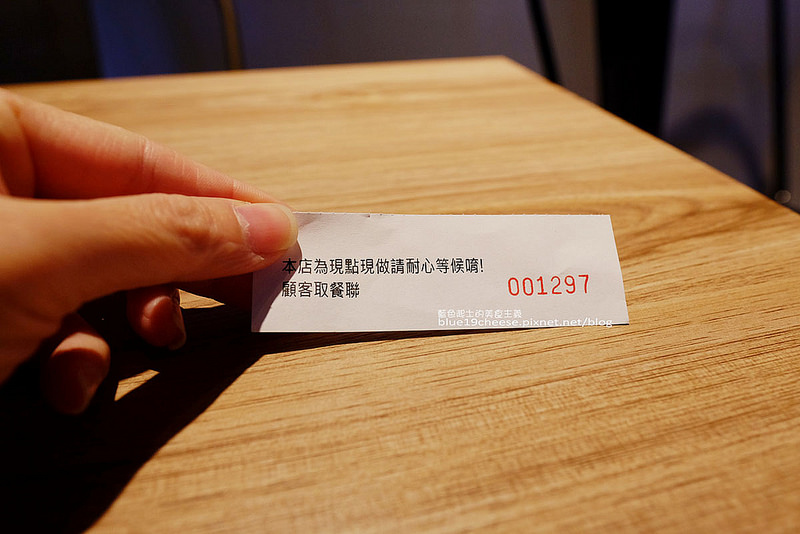 本店為現點現做請耐心等候唷!
顧客取餐聯
001297
藍色起士的美食主義
blue19cheese.pixnet.net/blog